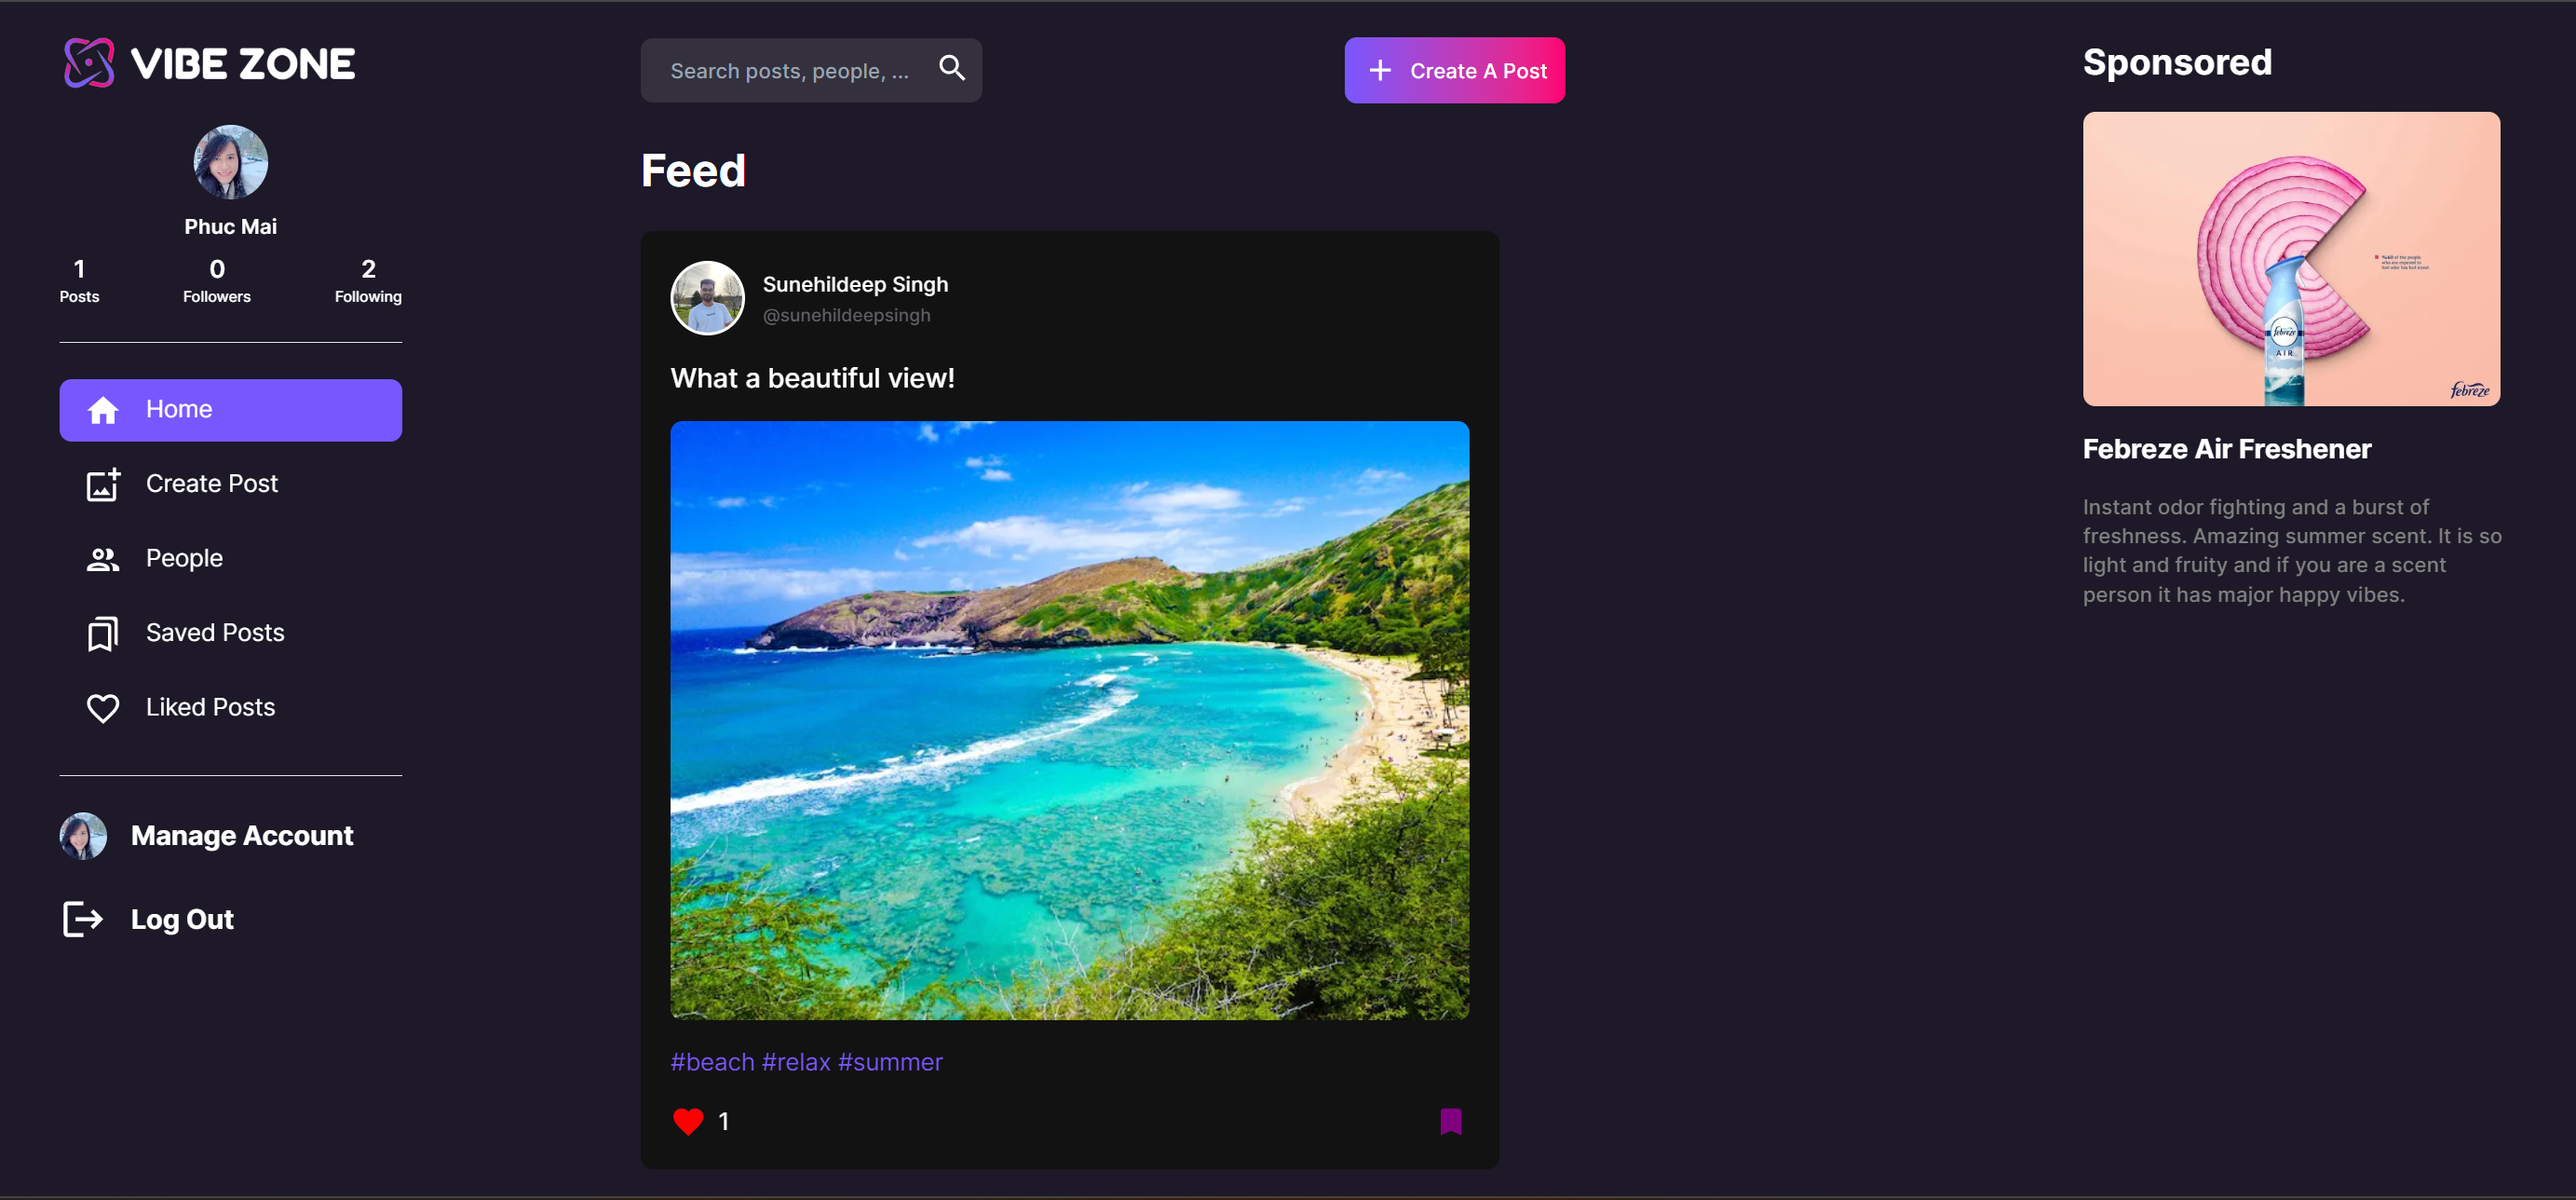 VIBE ZONE
Phuc Mai
1 0 2
Posts Followers Following
Home
Create Post
People
Saved Posts
Liked Posts
Manage Account
Log Out
Search posts, people, ...
Create A Post
Feed
Sunehildeep Singh
@sunehildeepsingh
What a beautiful view!
#beach #relax #summer
1
Sponsored
febreze
AIR
febreze
Febreze Air Freshener
Instant odor fighting and a burst of
freshness. Amazing summer scent. It is so
light and fruity and if you are a scent
person it has major happy vibes.